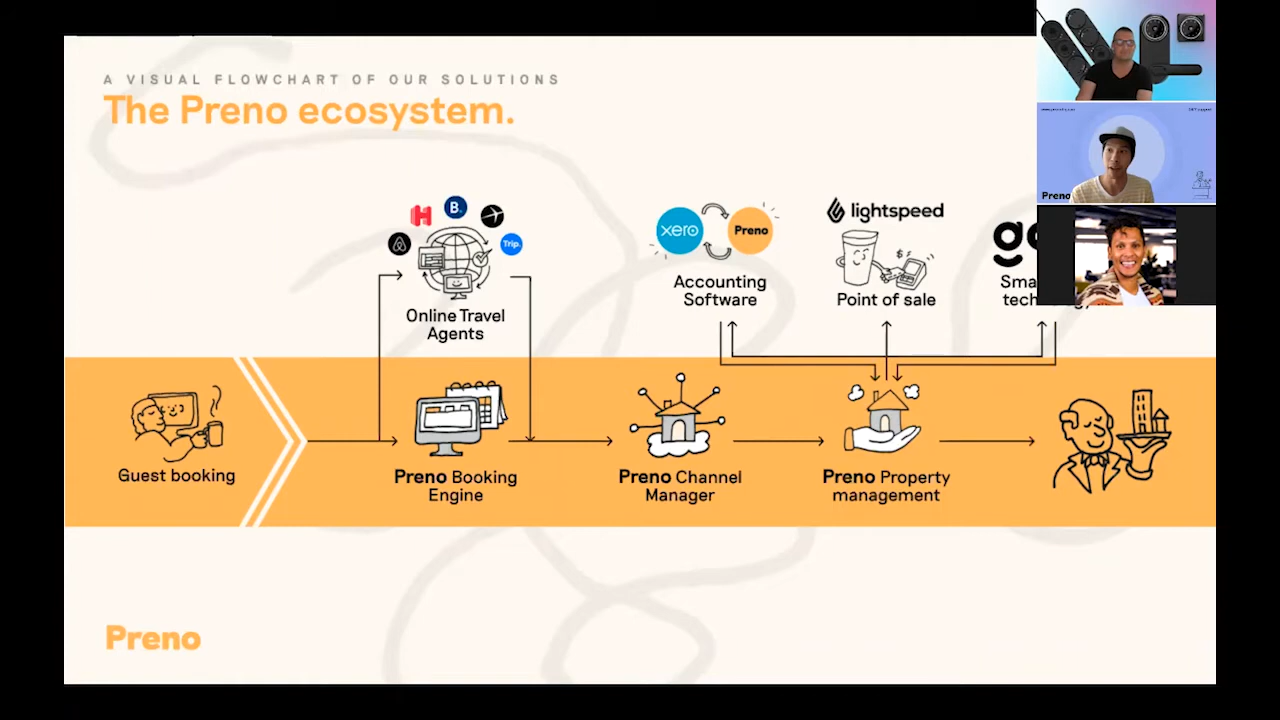 A VISUAL FLOWCHART OF OUR SOLUTIONS
The Preno ecosystem.
B.
Trip.
Online Travel
Agents
xero
Preno
Accounting
Software
lightspeed
Point of sale
Guest booking
Preno Booking
Engine
Preno Channel
Manager
Preno Property
management
Preno
Preno